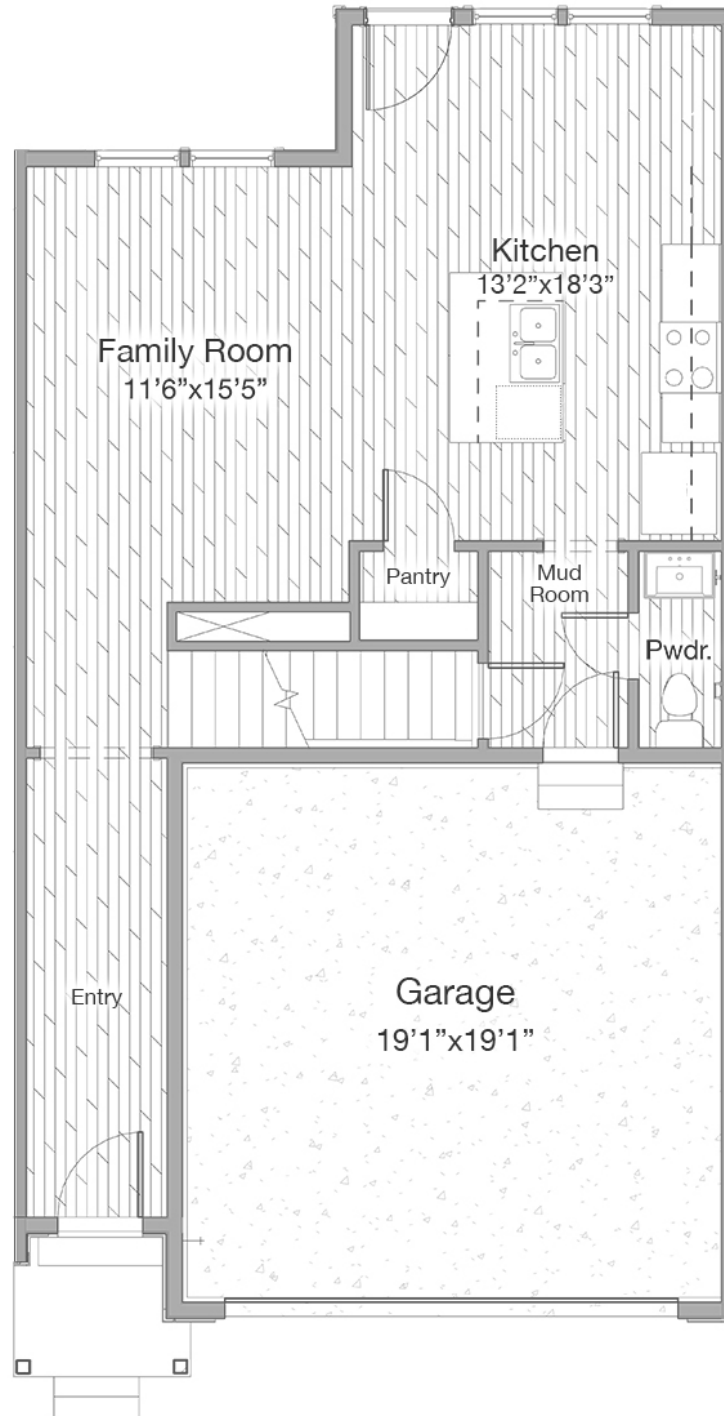 Kitchen
13’2”x18’3”
Family Room
11’6”x15’5”
Pantry
Mud
Room
Pwdr.
Entry
Garage
19’1”x19’1”